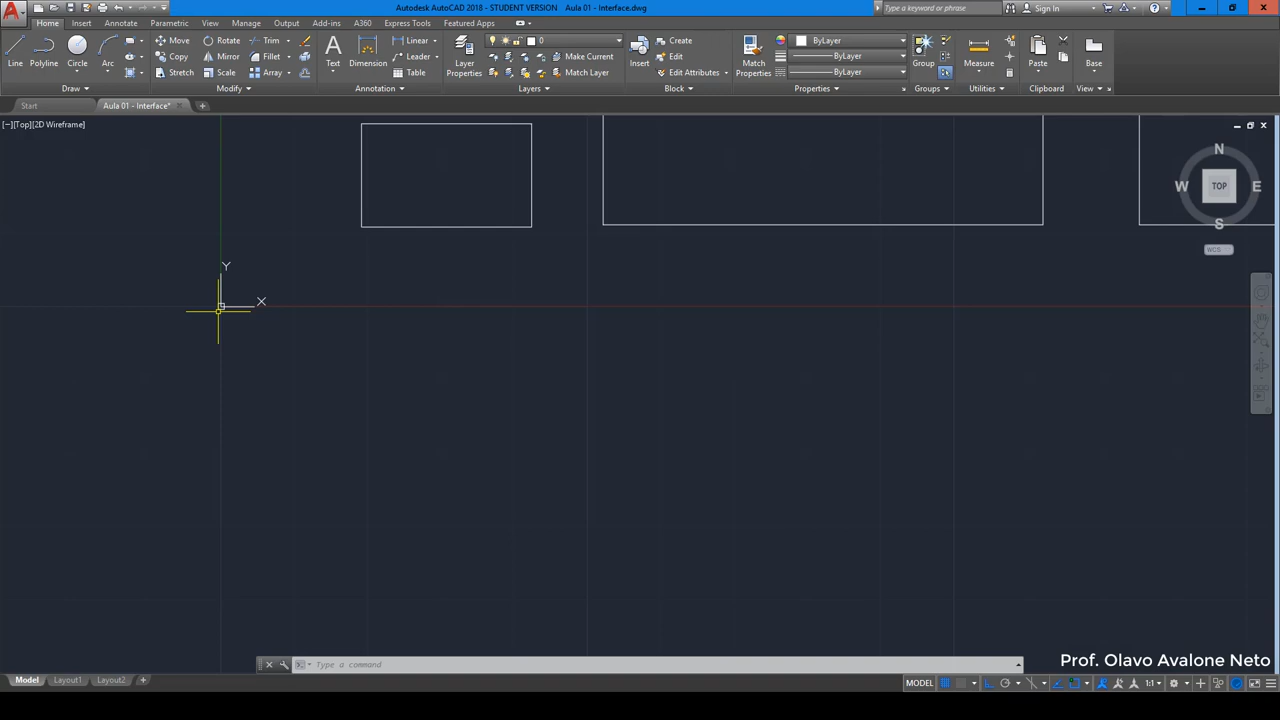 Autodesk AutoCAD 2018 - STUDENT VERSION Aula 01 - Interface.dwg
Type a keyword or phrase
Sign In
Home Insert Annotate Parametric View Manage Output Add-ins A360 Express Tools Featured Apps
Line Polyline Circle Arc
Move Rotate Trim
Copy Mirror Fillet
Stretch Scale Array
Text Dimension
Linear
Leader
Table
Layer Properties
0
Make Current
Match Layer
Insert
Create
Edit
Edit Attributes
Match Properties
ByLayer
ByLayer
ByLayer
Group Measure Paste Base
Draw Modify Annotation Layers Block Properties Groups Utilities Clipboard View
Start Aula 01 - Interface*
[−][Top][2D Wireframe]
N
W TOP E
S
WCS
Y
X
Type a command
Prof. Olavo Avalone Neto
Model Layout1 Layout2
MODEL 1:1